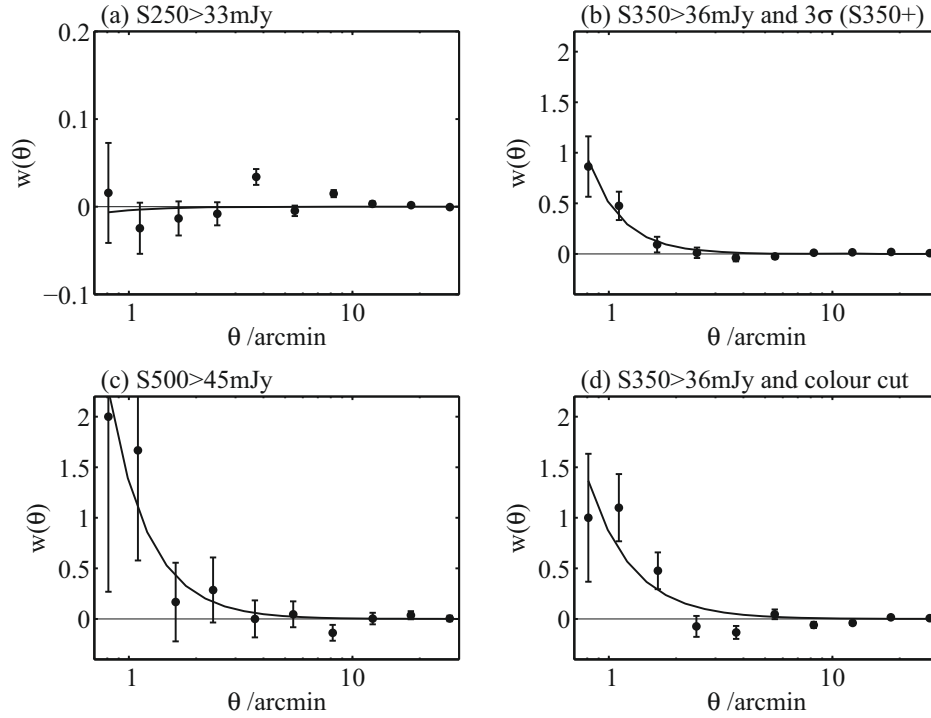 (a) S250>33mJy
0.2
0.1
0
−0.1
w(θ)
1
10
θ /arcmin
(b) S350>36mJy and 3σ (S350+)
2
1.5
1
0.5
0
w(θ)
1
10
θ /arcmin
(c) S500>45mJy
2
1.5
1
0.5
0
w(θ)
1
10
θ /arcmin
(d) S350>36mJy and colour cut
2
1.5
1
0.5
0
w(θ)
1
10
θ /arcmin